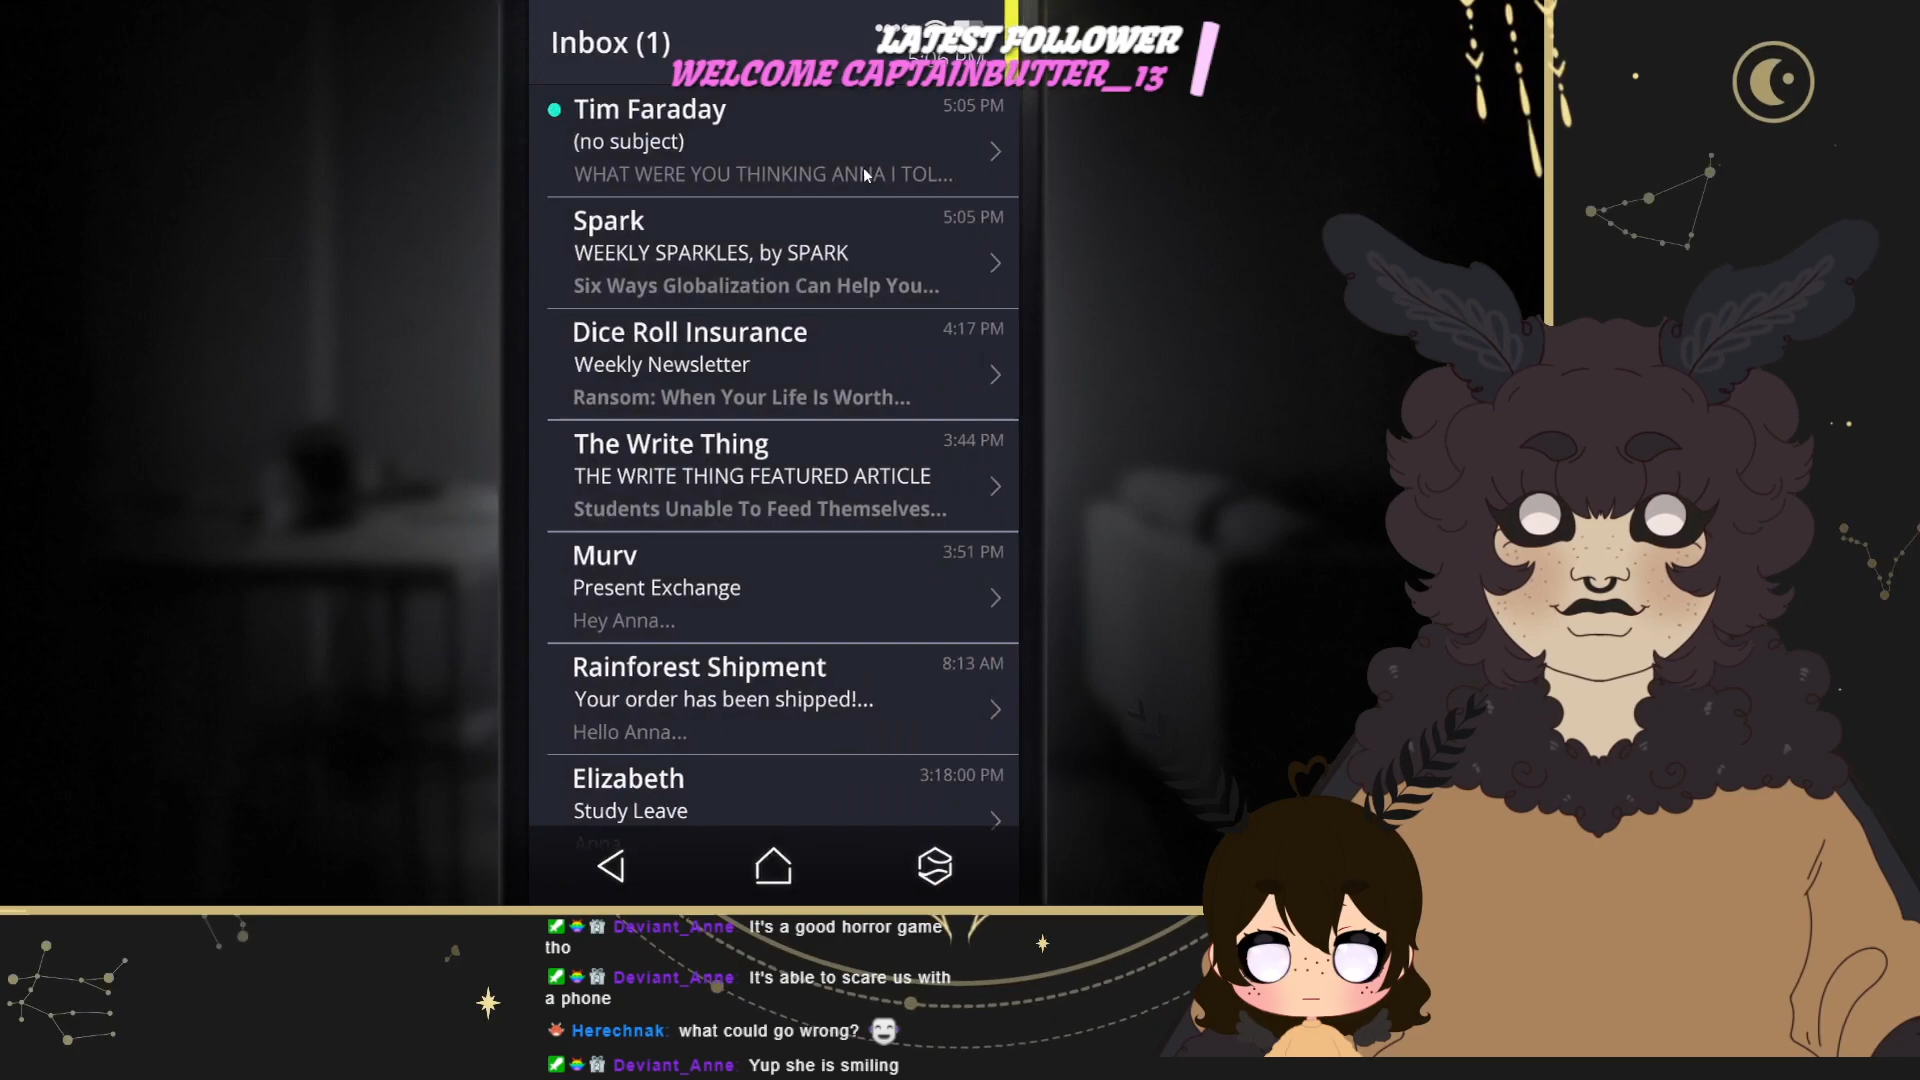 Inbox (1)
LATEST FOLLOWER
WELCOME CAPTAINBUTTER_13
Tim Faraday
5:05 PM
(no subject)
WHAT WERE YOU THINKING ANNA I TOL...
Spark
5:05 PM
WEEKLY SPARKLES, by SPARK
Six Ways Globalization Can Help You...
Dice Roll Insurance
4:17 PM
Weekly Newsletter
Ransom: When Your Life Is Worth...
The Write Thing
3:44 PM
THE WRITE THING FEATURED ARTICLE
Students Unable To Feed Themselves...
Murv
3:51 PM
Present Exchange
Hey Anna...
Rainforest Shipment
8:13 AM
Your order has been shipped!...
Hello Anna...
Elizabeth
3:18:00 PM
Study Leave
Deviant_Anne: It's a good horror game
tho
Deviant_Anne: It's able to scare us with
a phone
Herechnak: what could go wrong?
Deviant_Anne: Yup she is smiling